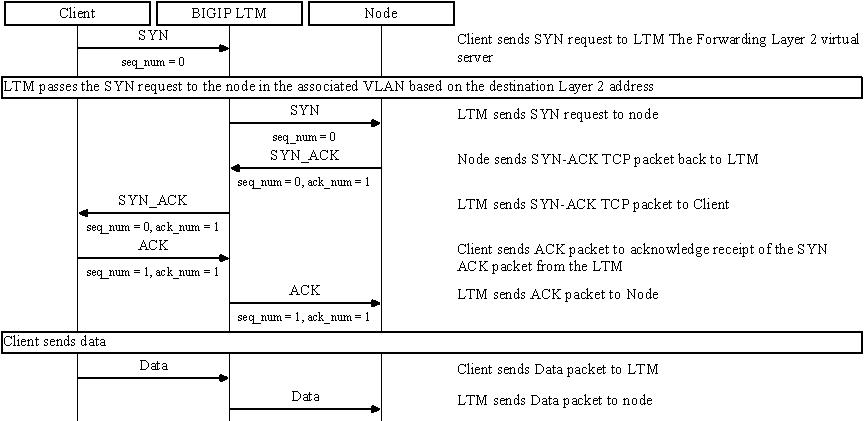 Client BIGIP LTM Node
SYN
seq_num = 0
Client sends SYN request to LTM The Forwarding Layer 2 virtual
server
LTM passes the SYN request to the node in the associated VLAN based on the destination Layer 2 address
SYN
seq_num = 0
LTM sends SYN request to node
SYN_ACK
seq_num = 0, ack_num = 1
Node sends SYN-ACK TCP packet back to LTM
SYN_ACK
seq_num = 0, ack_num = 1
LTM sends SYN-ACK TCP packet to Client
ACK
seq_num = 1, ack_num = 1
Client sends ACK packet to acknowledge receipt of the SYN
ACK packet from the LTM
ACK
seq_num = 1, ack_num = 1
LTM sends ACK packet to Node
Client sends data
Data
Client sends Data packet to LTM
Data
LTM sends Data packet to node